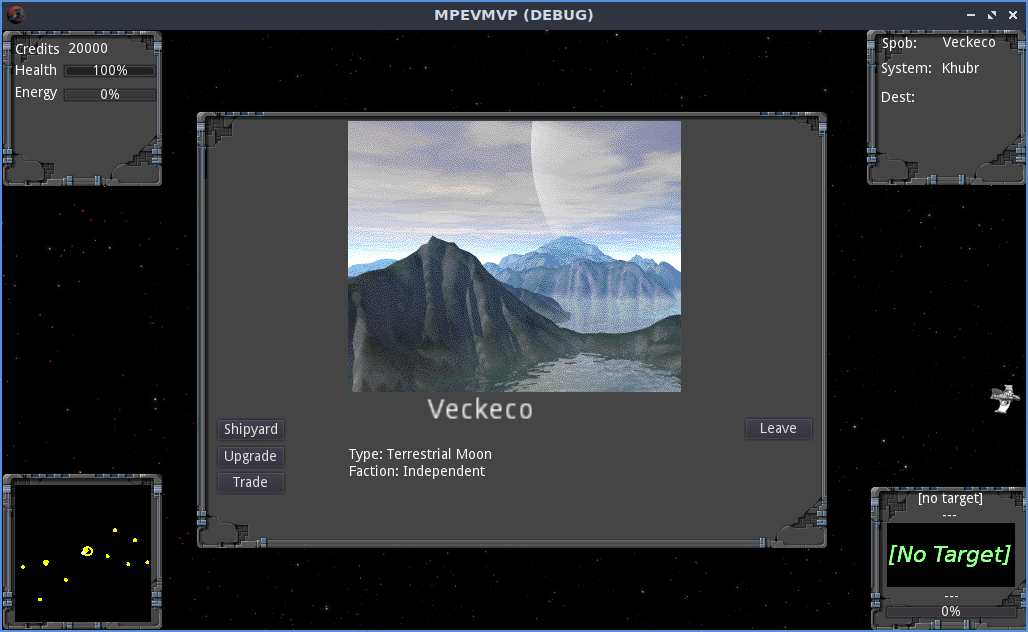 MPEVMVP (DEBUG)
Credits 20000
Health 100%
Energy 0%
Spob: Veckeco
System: Khubr
Dest:
Veckeco
Shipyard
Upgrade
Trade
Leave
Type: Terrestrial Moon
Faction: Independent
[no target]
---
[No Target]
---
0%